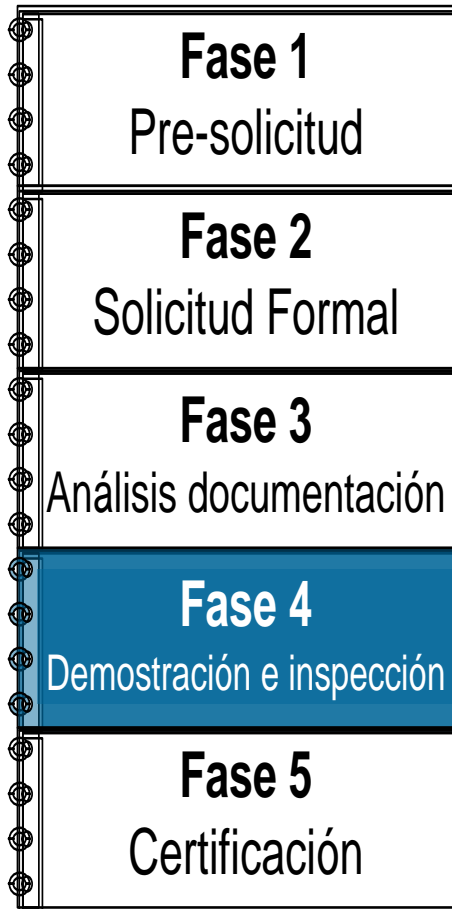 Fase 1
Pre-solicitud
Fase 2
Solicitud Formal
Fase 3
Análisis documentación
Fase 4
Demostración e inspección
Fase 5
Certificación